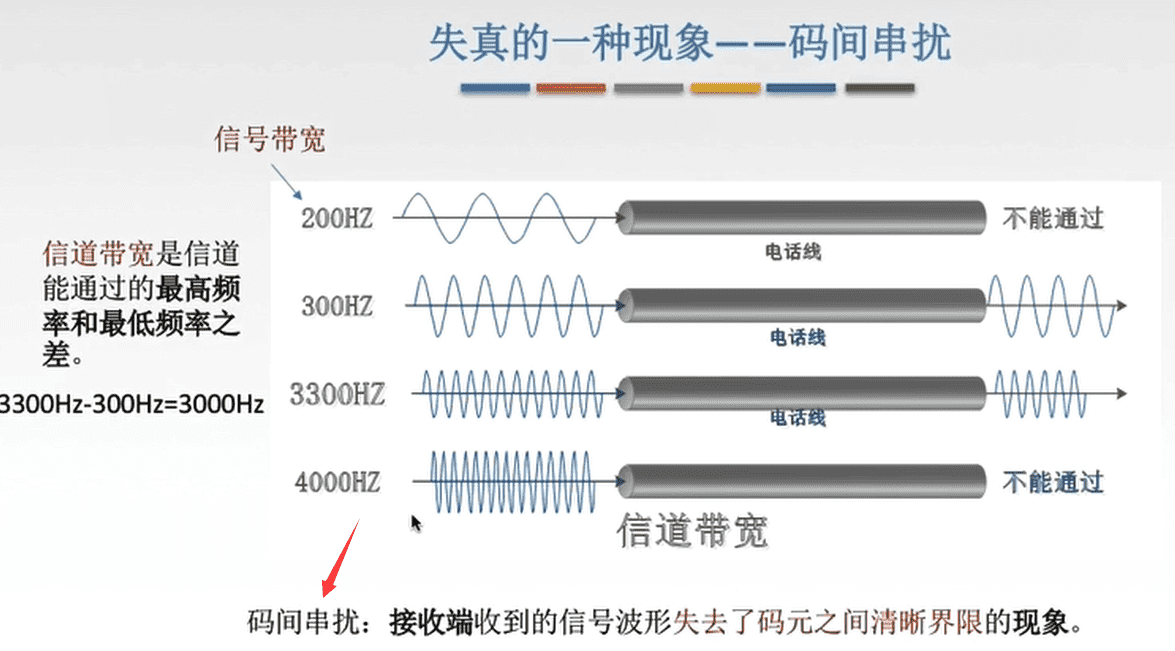 失真的一种现象——码间串扰
信号带宽
200HZ
不能通过
电话线
信道带宽是信道
能通过的最高频
率和最低频率之
差。
300HZ
电话线
3300Hz-300Hz=3000Hz
3300HZ
电话线
4000HZ
不能通过
信道带宽
码间串扰：接收端收到的信号波形失去了码元之间清晰界限的现象。